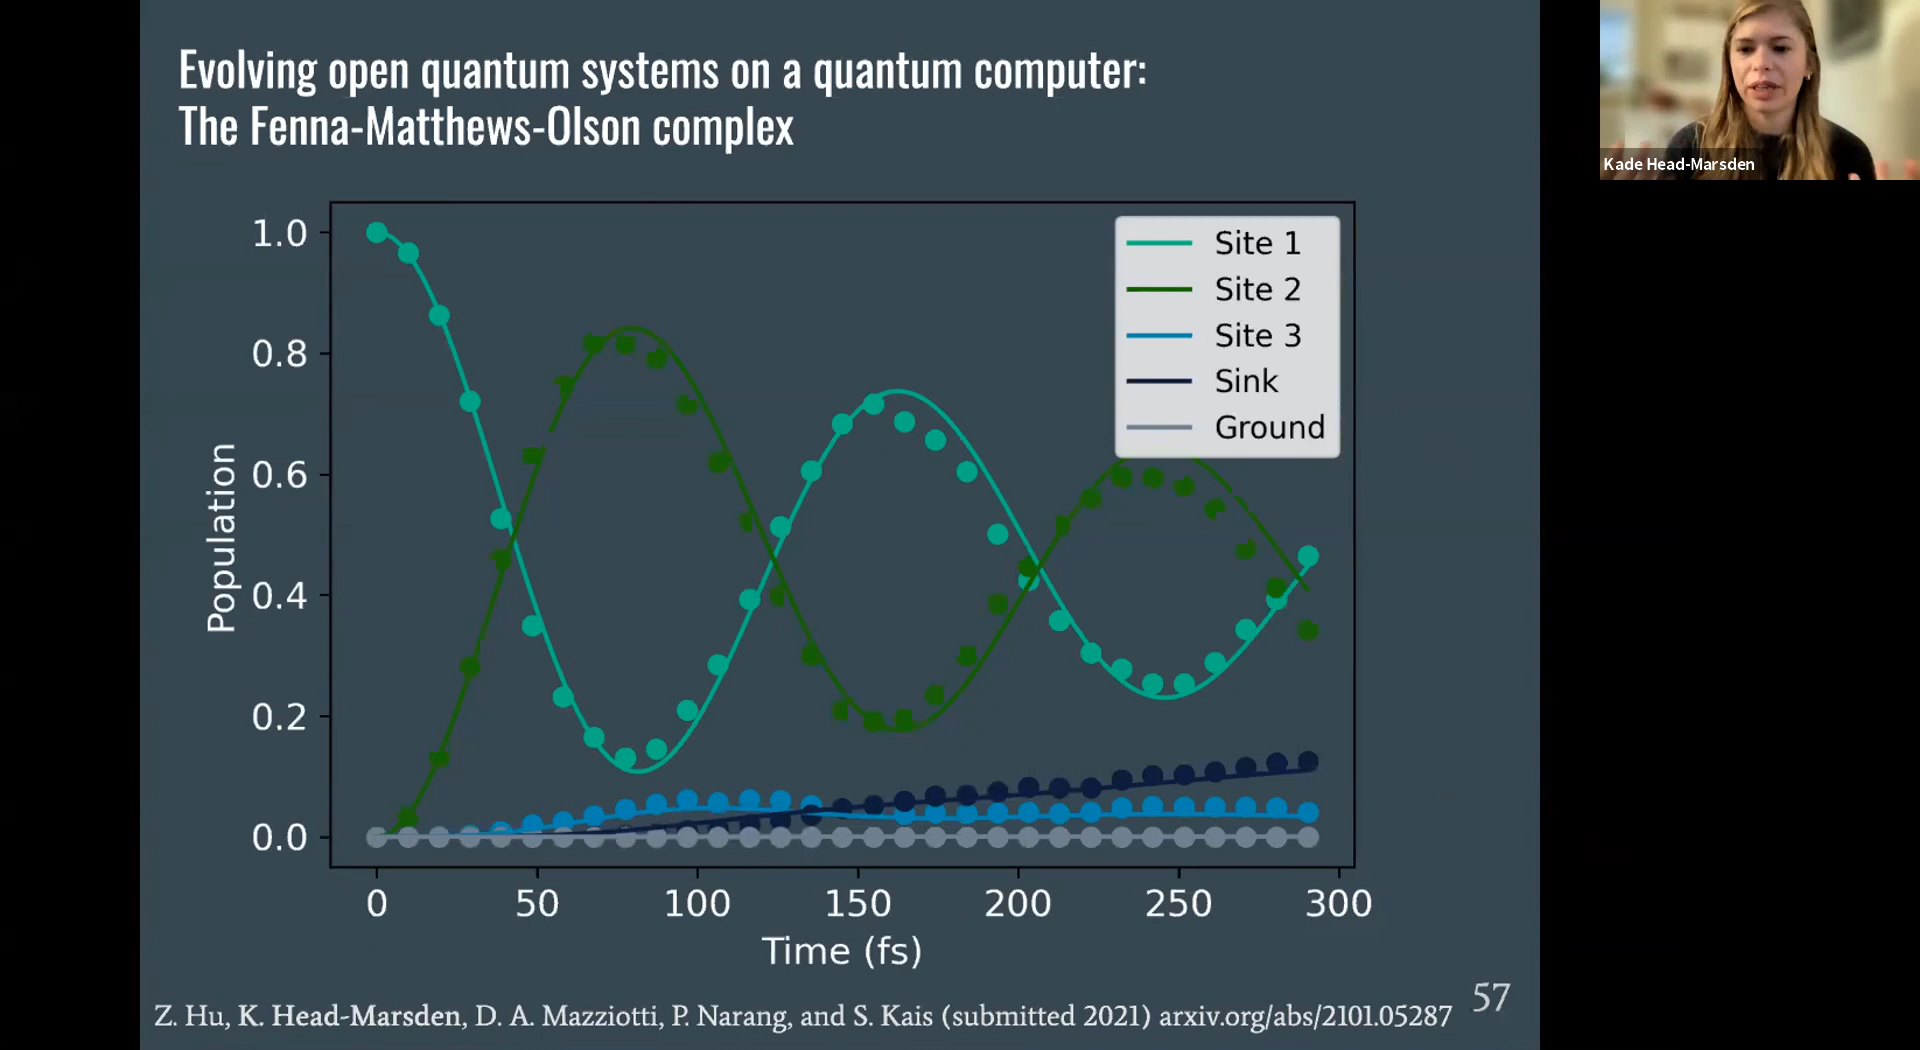 Evolving open quantum systems on a quantum computer:
The Fenna-Matthews-Olson complex
Kade Head-Marsden
1.0
0.8
0.6
0.4
0.2
0.0
Population
Site 1
Site 2
Site 3
Sink
Ground
0 50 100 150 200 250 300
Time (fs)
Z. Hu, K. Head-Marsden, D. A. Mazziotti, P. Narang, and S. Kais (submitted 2021) arxiv.org/abs/2101.05287
57